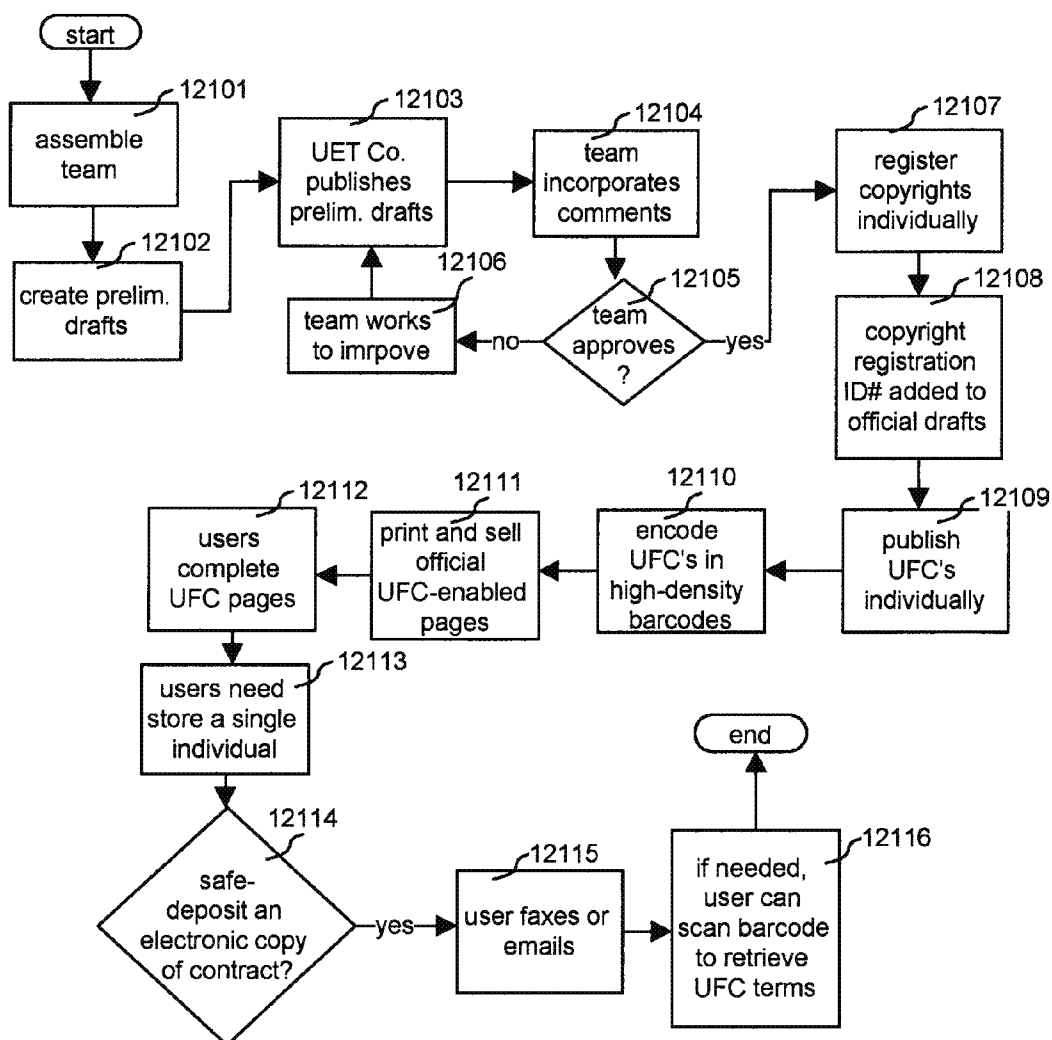 start
12101
assemble
team
12102
create prelim.
drafts
12103
UET Co.
publishes
prelim. drafts
12104
team
incorporates
comments
12105
team
approves
?
no
yes
12106
team works
to imrpove
12107
register
copyrights
individually
12108
copyright
registration
ID# added to
official drafts
12109
publish
UFC's
individually
12110
encode
UFC's in
high-density
barcodes
12111
print and sell
official
UFC-enabled
pages
12112
users
complete
UFC pages
12113
users need
store a single
individual
12114
safe-
deposit an
electronic copy
of contract?
yes
12115
user faxes or
emails
12116
if needed,
user can
scan barcode
to retrieve
UFC terms
end